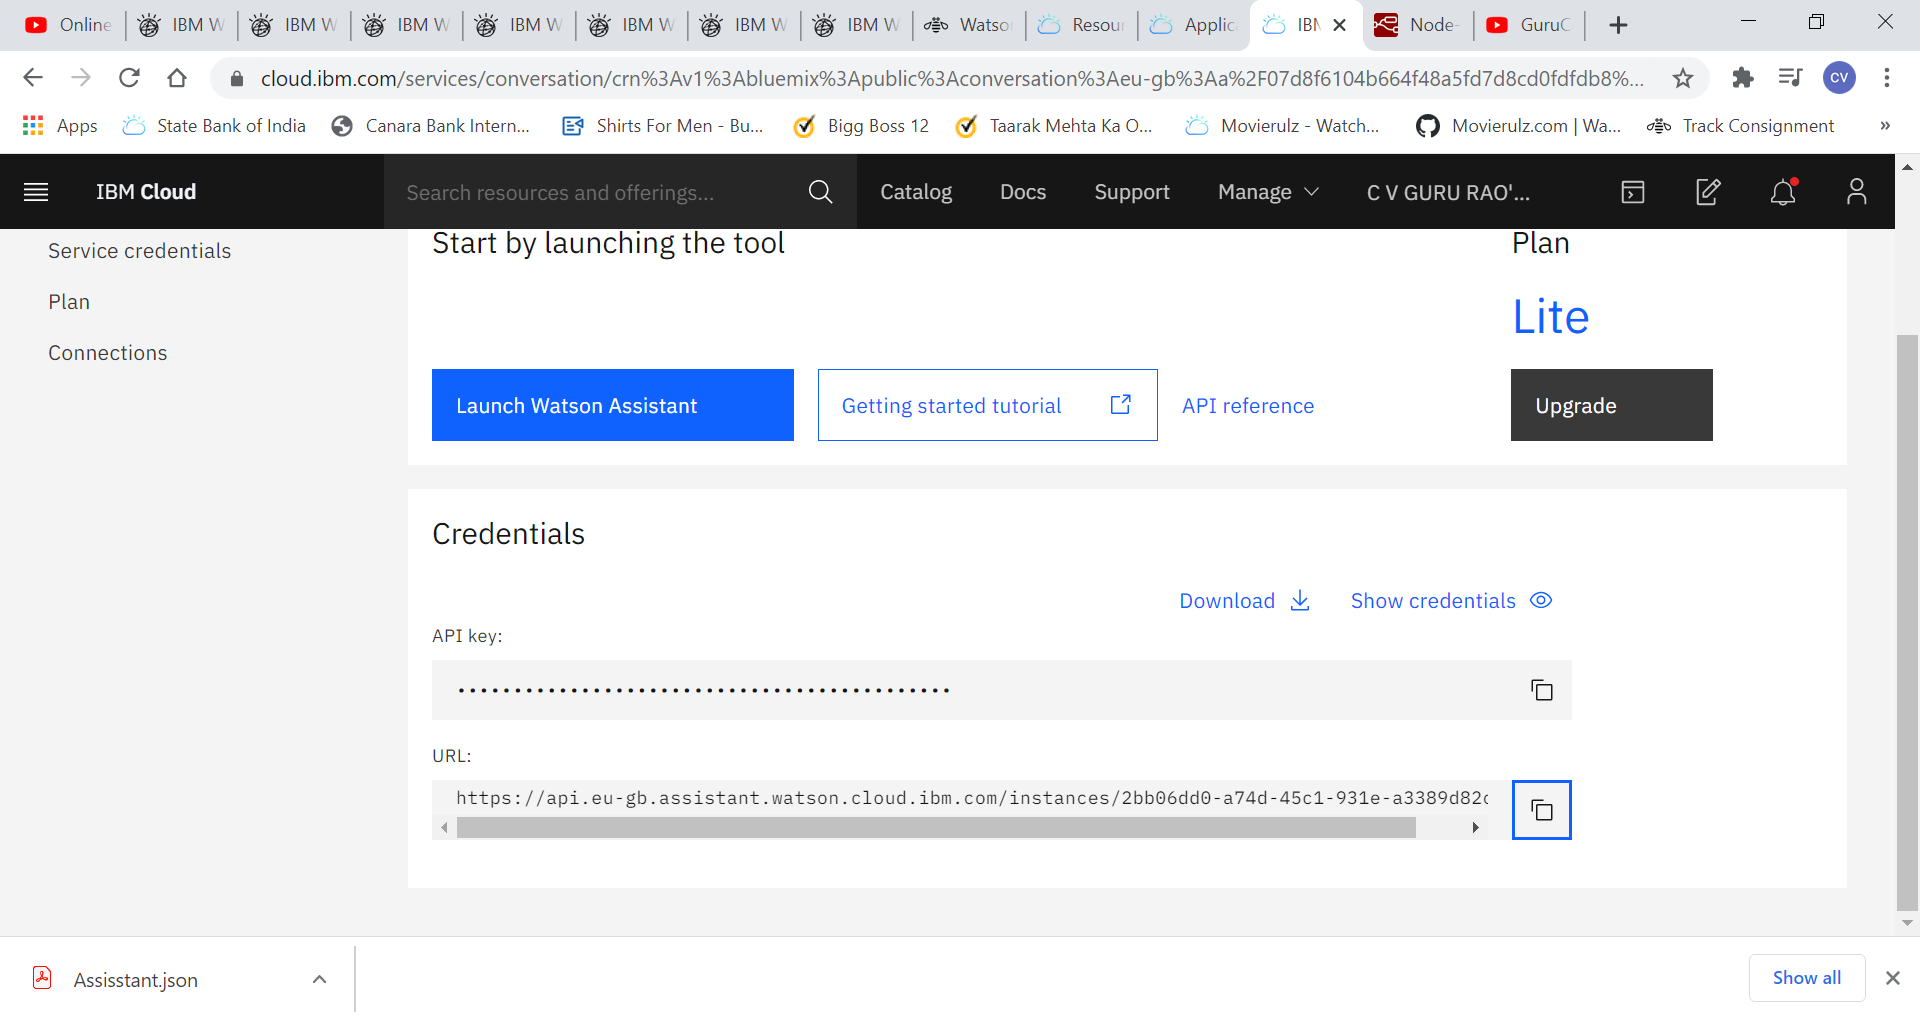 Online
IBM W
IBM W
IBM W
IBM W
IBM W
IBM W
IBM W
Watso
Resour
Applic
IBM
Node-
GuruC
cloud.ibm.com/services/conversation/crn%3Av1%3Abluemix%3Apublic%3Aconversation%3Aeu-gb%3Aa%2F07d8f6104b664f48a5fd7d8cd0fdfdb8%...
CV
Apps
State Bank of India
Canara Bank Intern...
Shirts For Men - Bu...
Bigg Boss 12
Taarak Mehta Ka O...
Movierulz - Watch...
Movierulz.com | Wa...
Track Consignment
»
IBM Cloud
Search resources and offerings...
Catalog
Docs
Support
Manage
C V GURU RAO'...
Service credentials
Plan
Connections
Start by launching the tool
Launch Watson Assistant
Getting started tutorial
API reference
Plan
Lite
Upgrade
Credentials
Download
Show credentials
API key:
••••••••••••••••••••••••••••••••••••••••••••
URL:
https://api.eu-gb.assistant.watson.cloud.ibm.com/instances/2bb06dd0-a74d-45c1-931e-a3389d82c
Assisstant.json
Show all